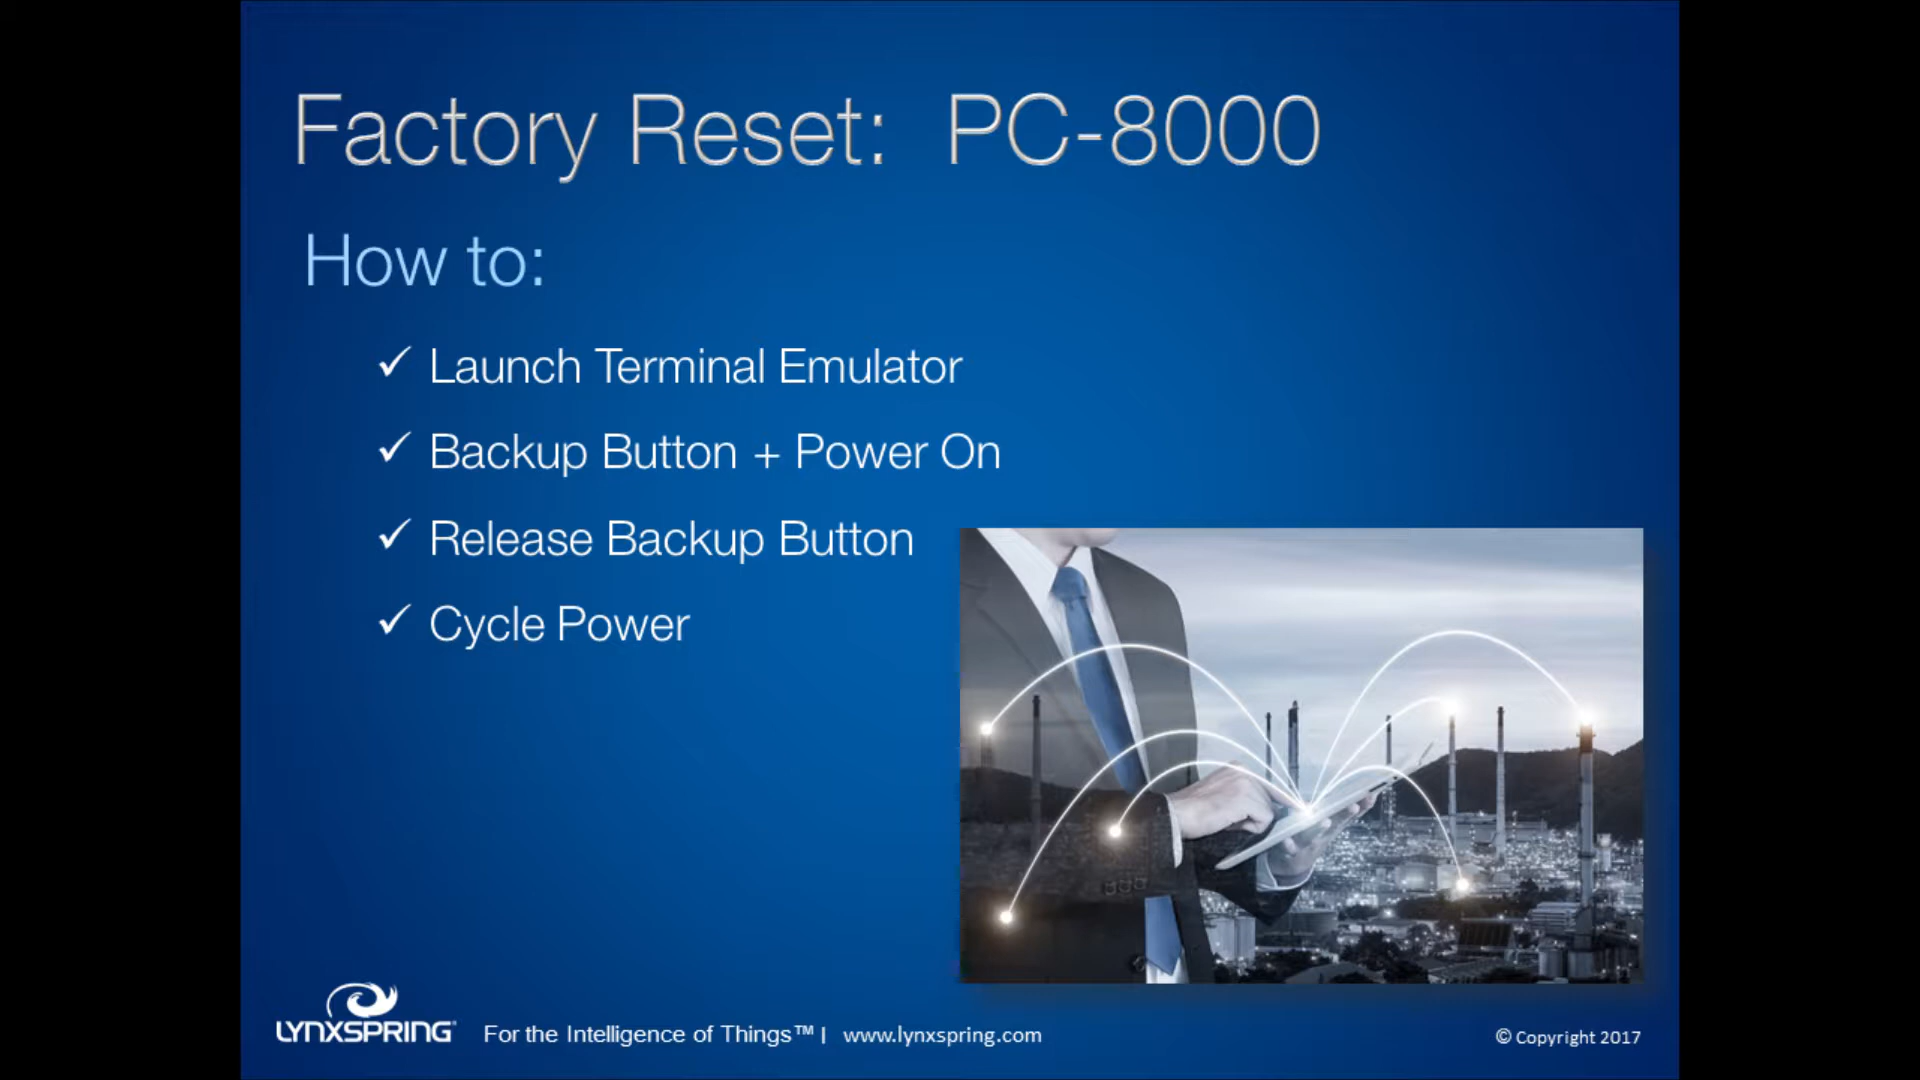 Factory Reset: PC-8000
How to:
✓ Launch Terminal Emulator
✓ Backup Button + Power On
✓ Release Backup Button
✓ Cycle Power
LYNXSPRING® For the Intelligence of Things™ | www.lynxspring.com
© Copyright 2017